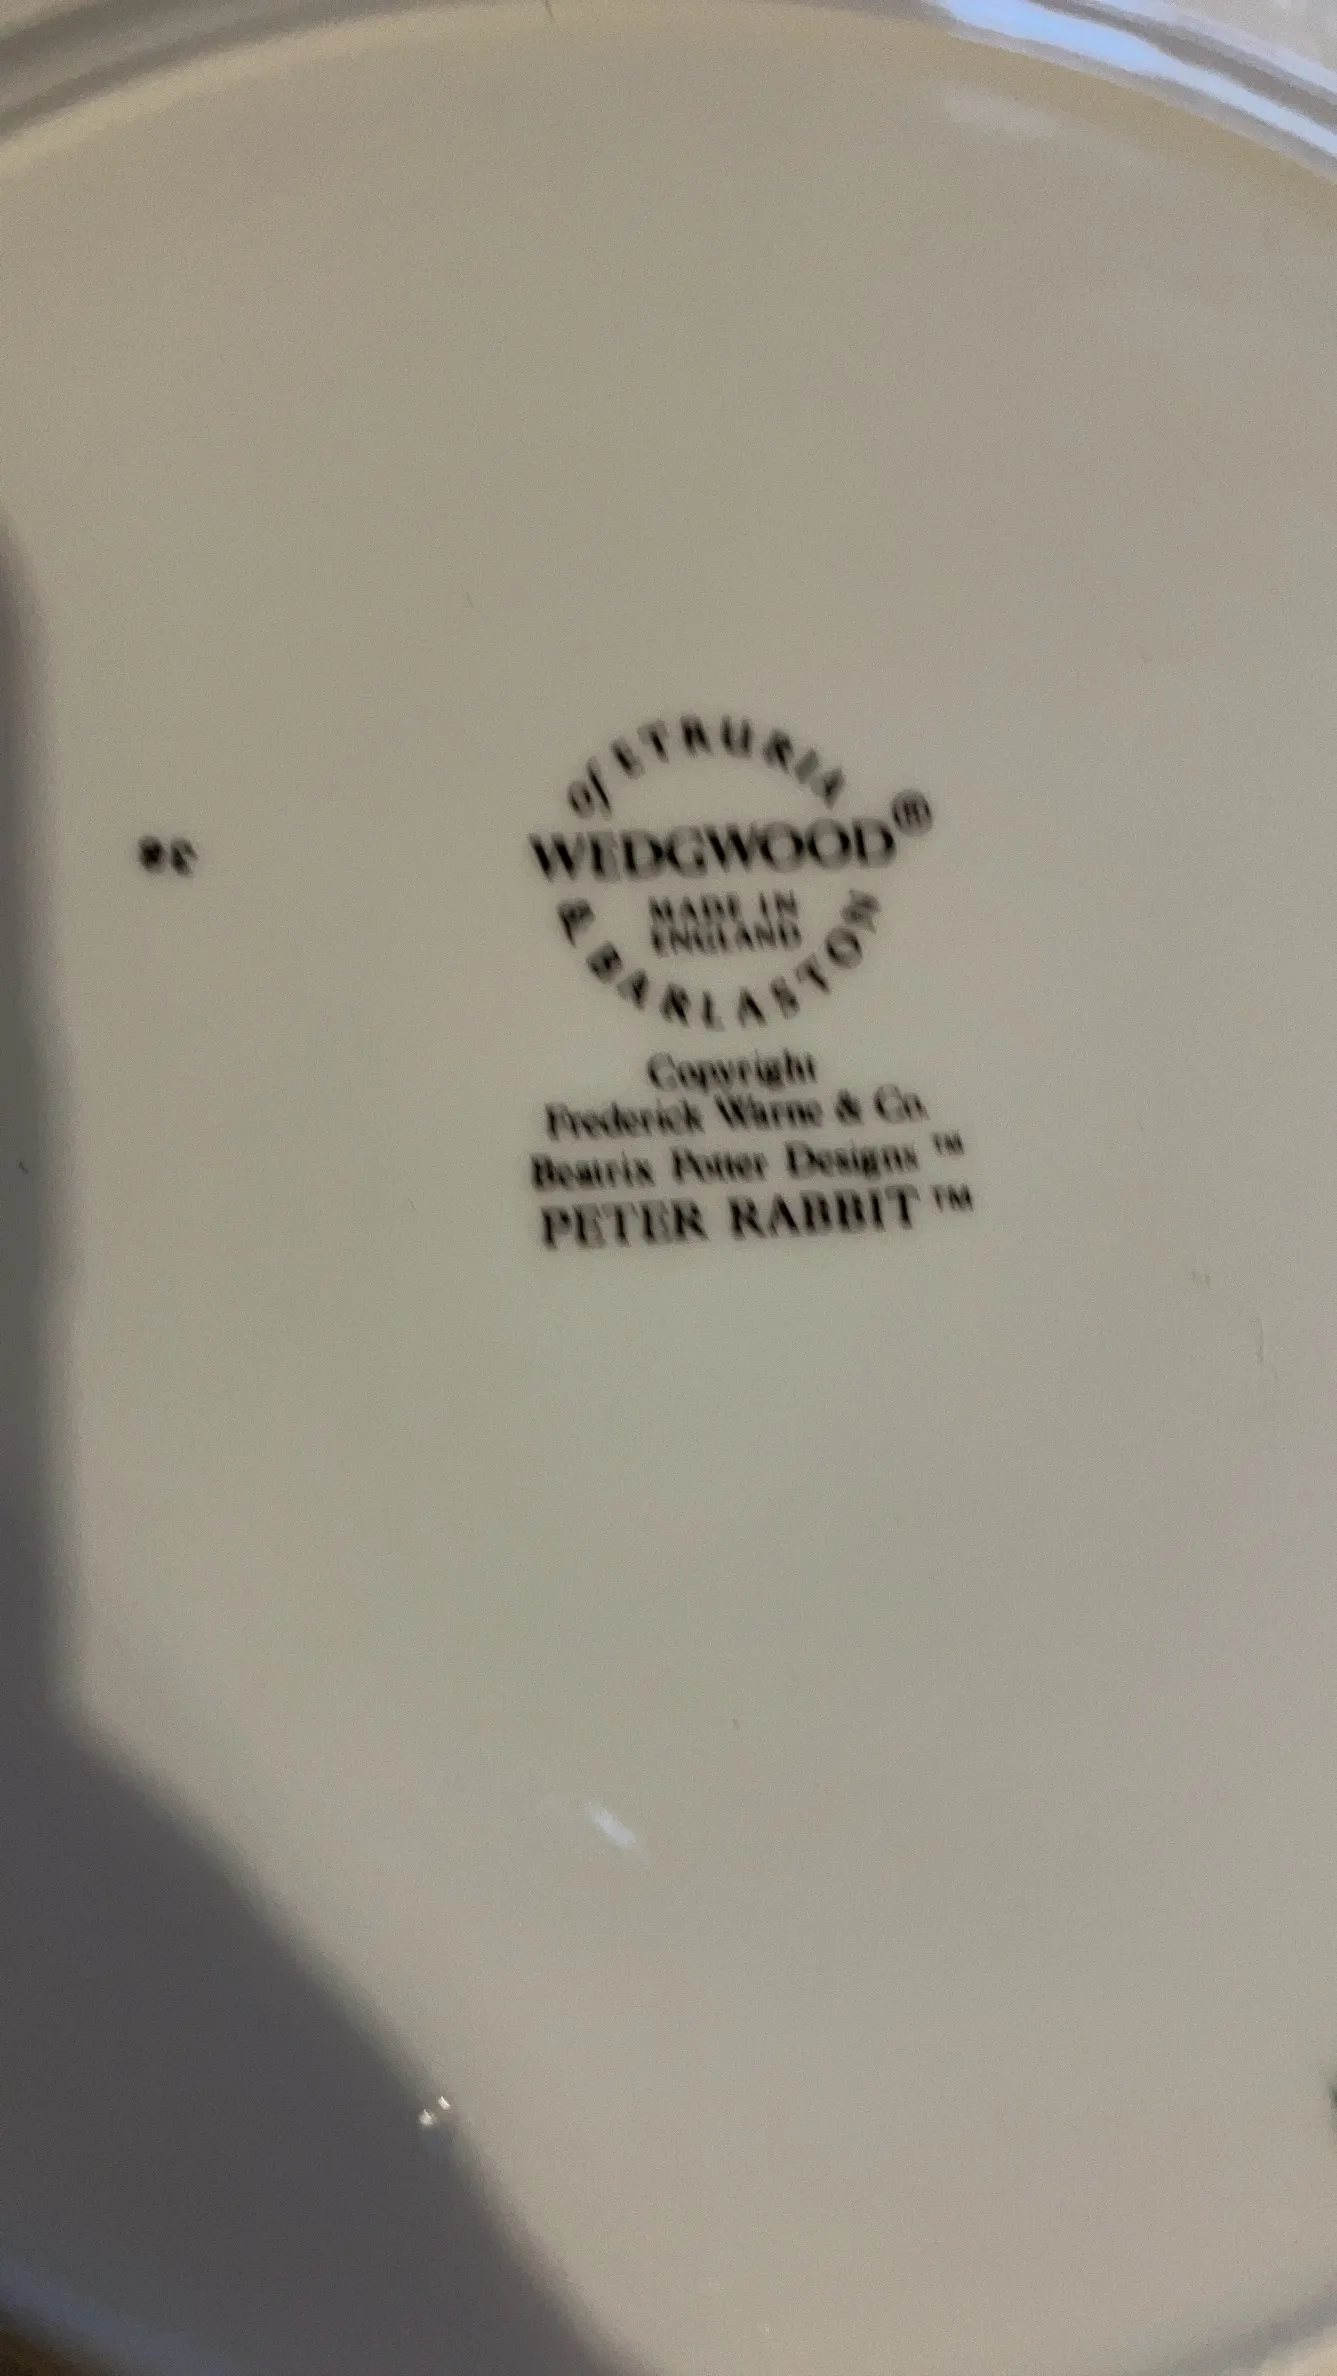 of ETRURIA
WEDGWOOD®
MADE IN
ENGLAND
& BARLASTON
Copyright
Frederick Warne & Co.
Beatrix Potter Designs ™
PETER RABBIT ™